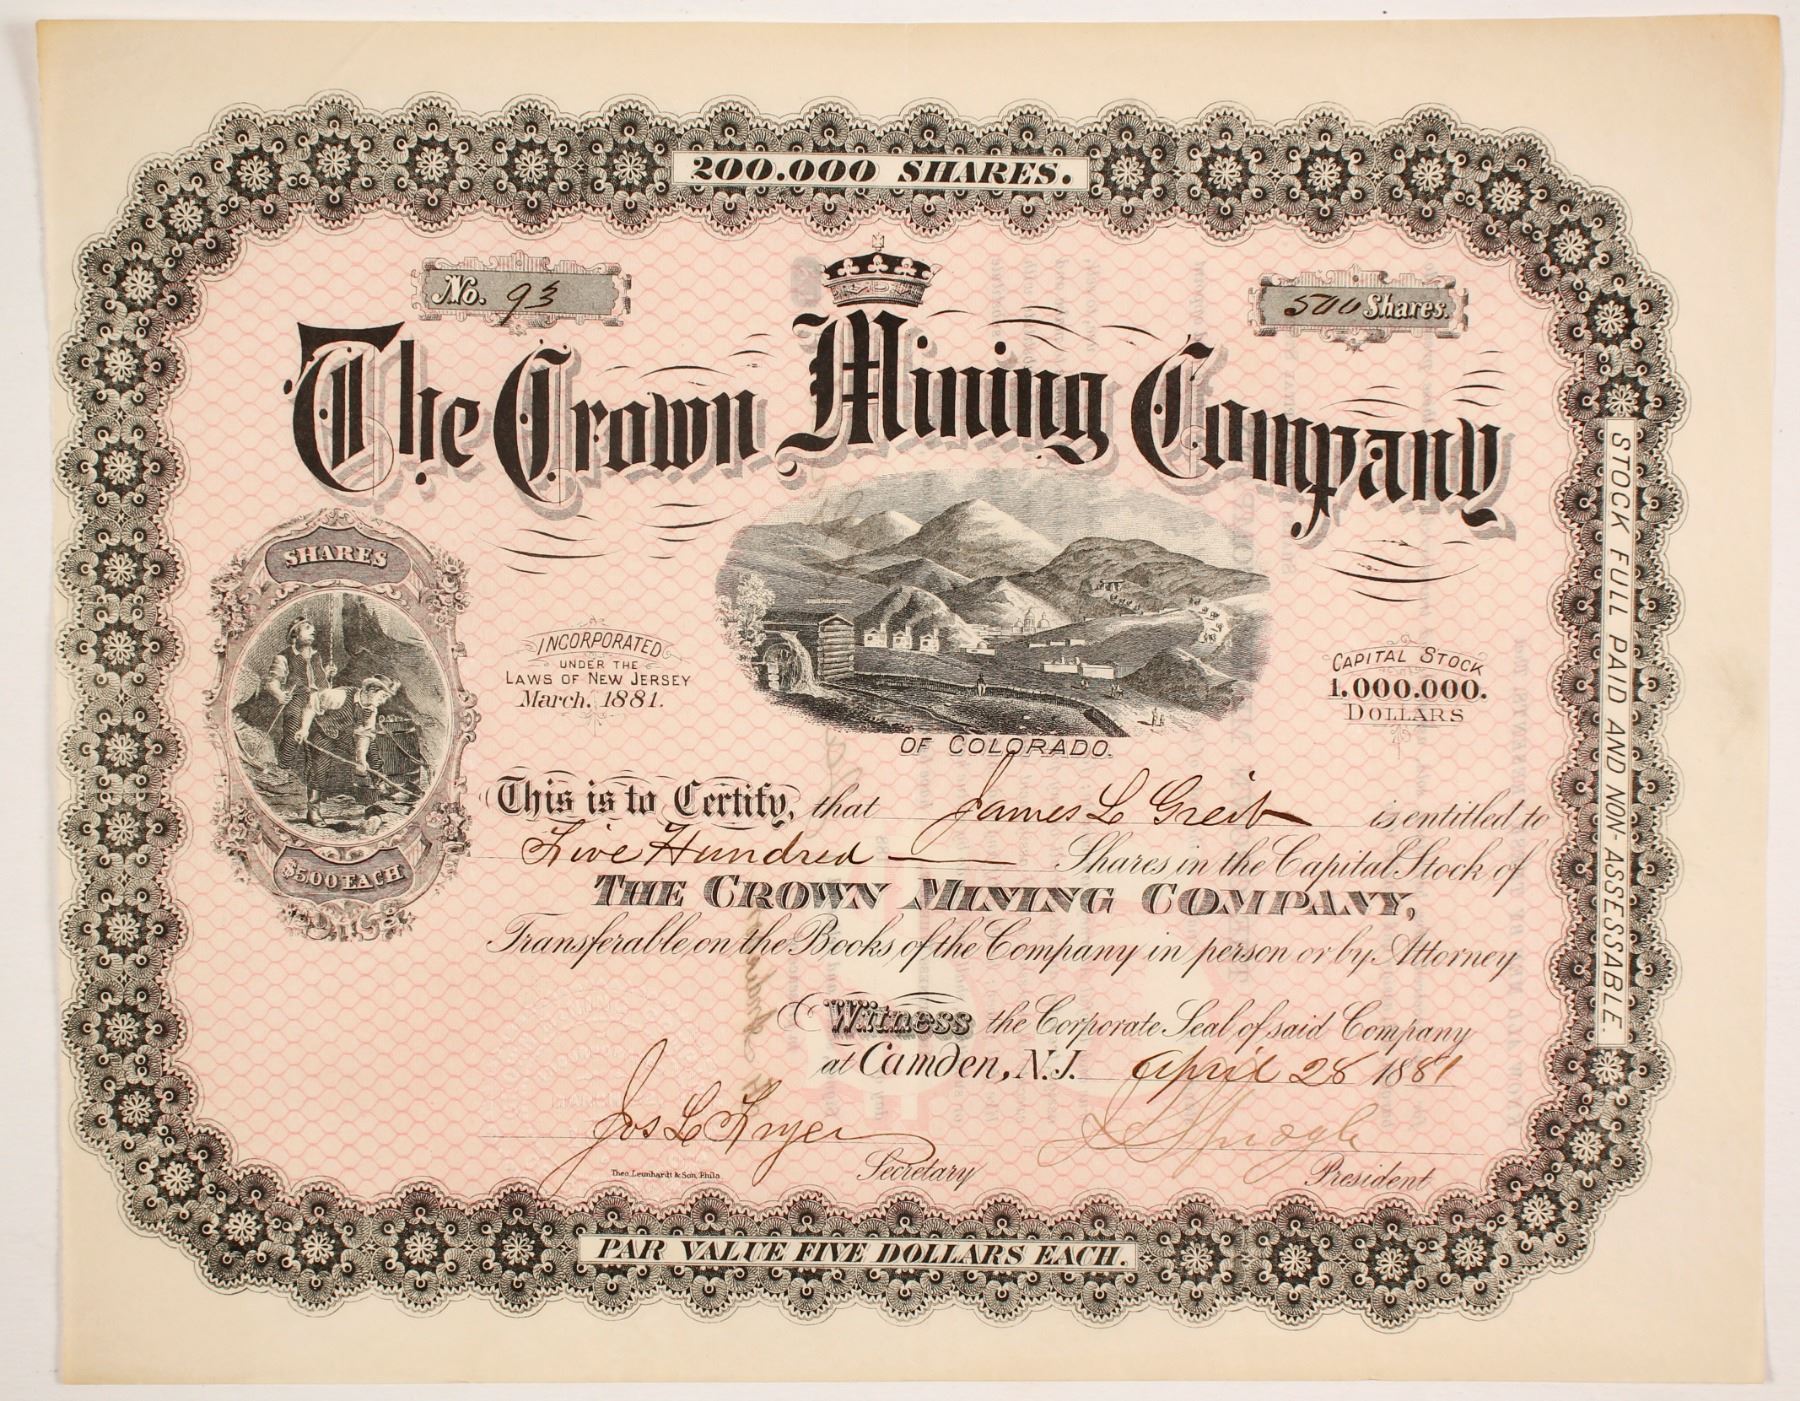 200.000 SHARES.
No. 93
500 Shares.
The Crown Mining Company
SHARES
$5.00 EACH
INCORPORATED
UNDER THE
LAWS OF NEW JERSEY
March, 1881.
CAPITAL STOCK
1.000.000.
DOLLARS
OF COLORADO.
This is to Certify, that James L Greib is entitled to
Five Hundred Shares in the Capital Stock of
THE CROWN MINING COMPANY,
Transferable on the Books of the Company in person or by Attorney
Witness the Corporate Seal of said Company
at Camden, N.J. April 28 1881
Jos L Fryer
Secretary
President
Theo. Leonhardt & Son, Phila.
PAR VALUE FIVE DOLLARS EACH.
STOCK FULL PAID AND NON-ASSESSABLE.